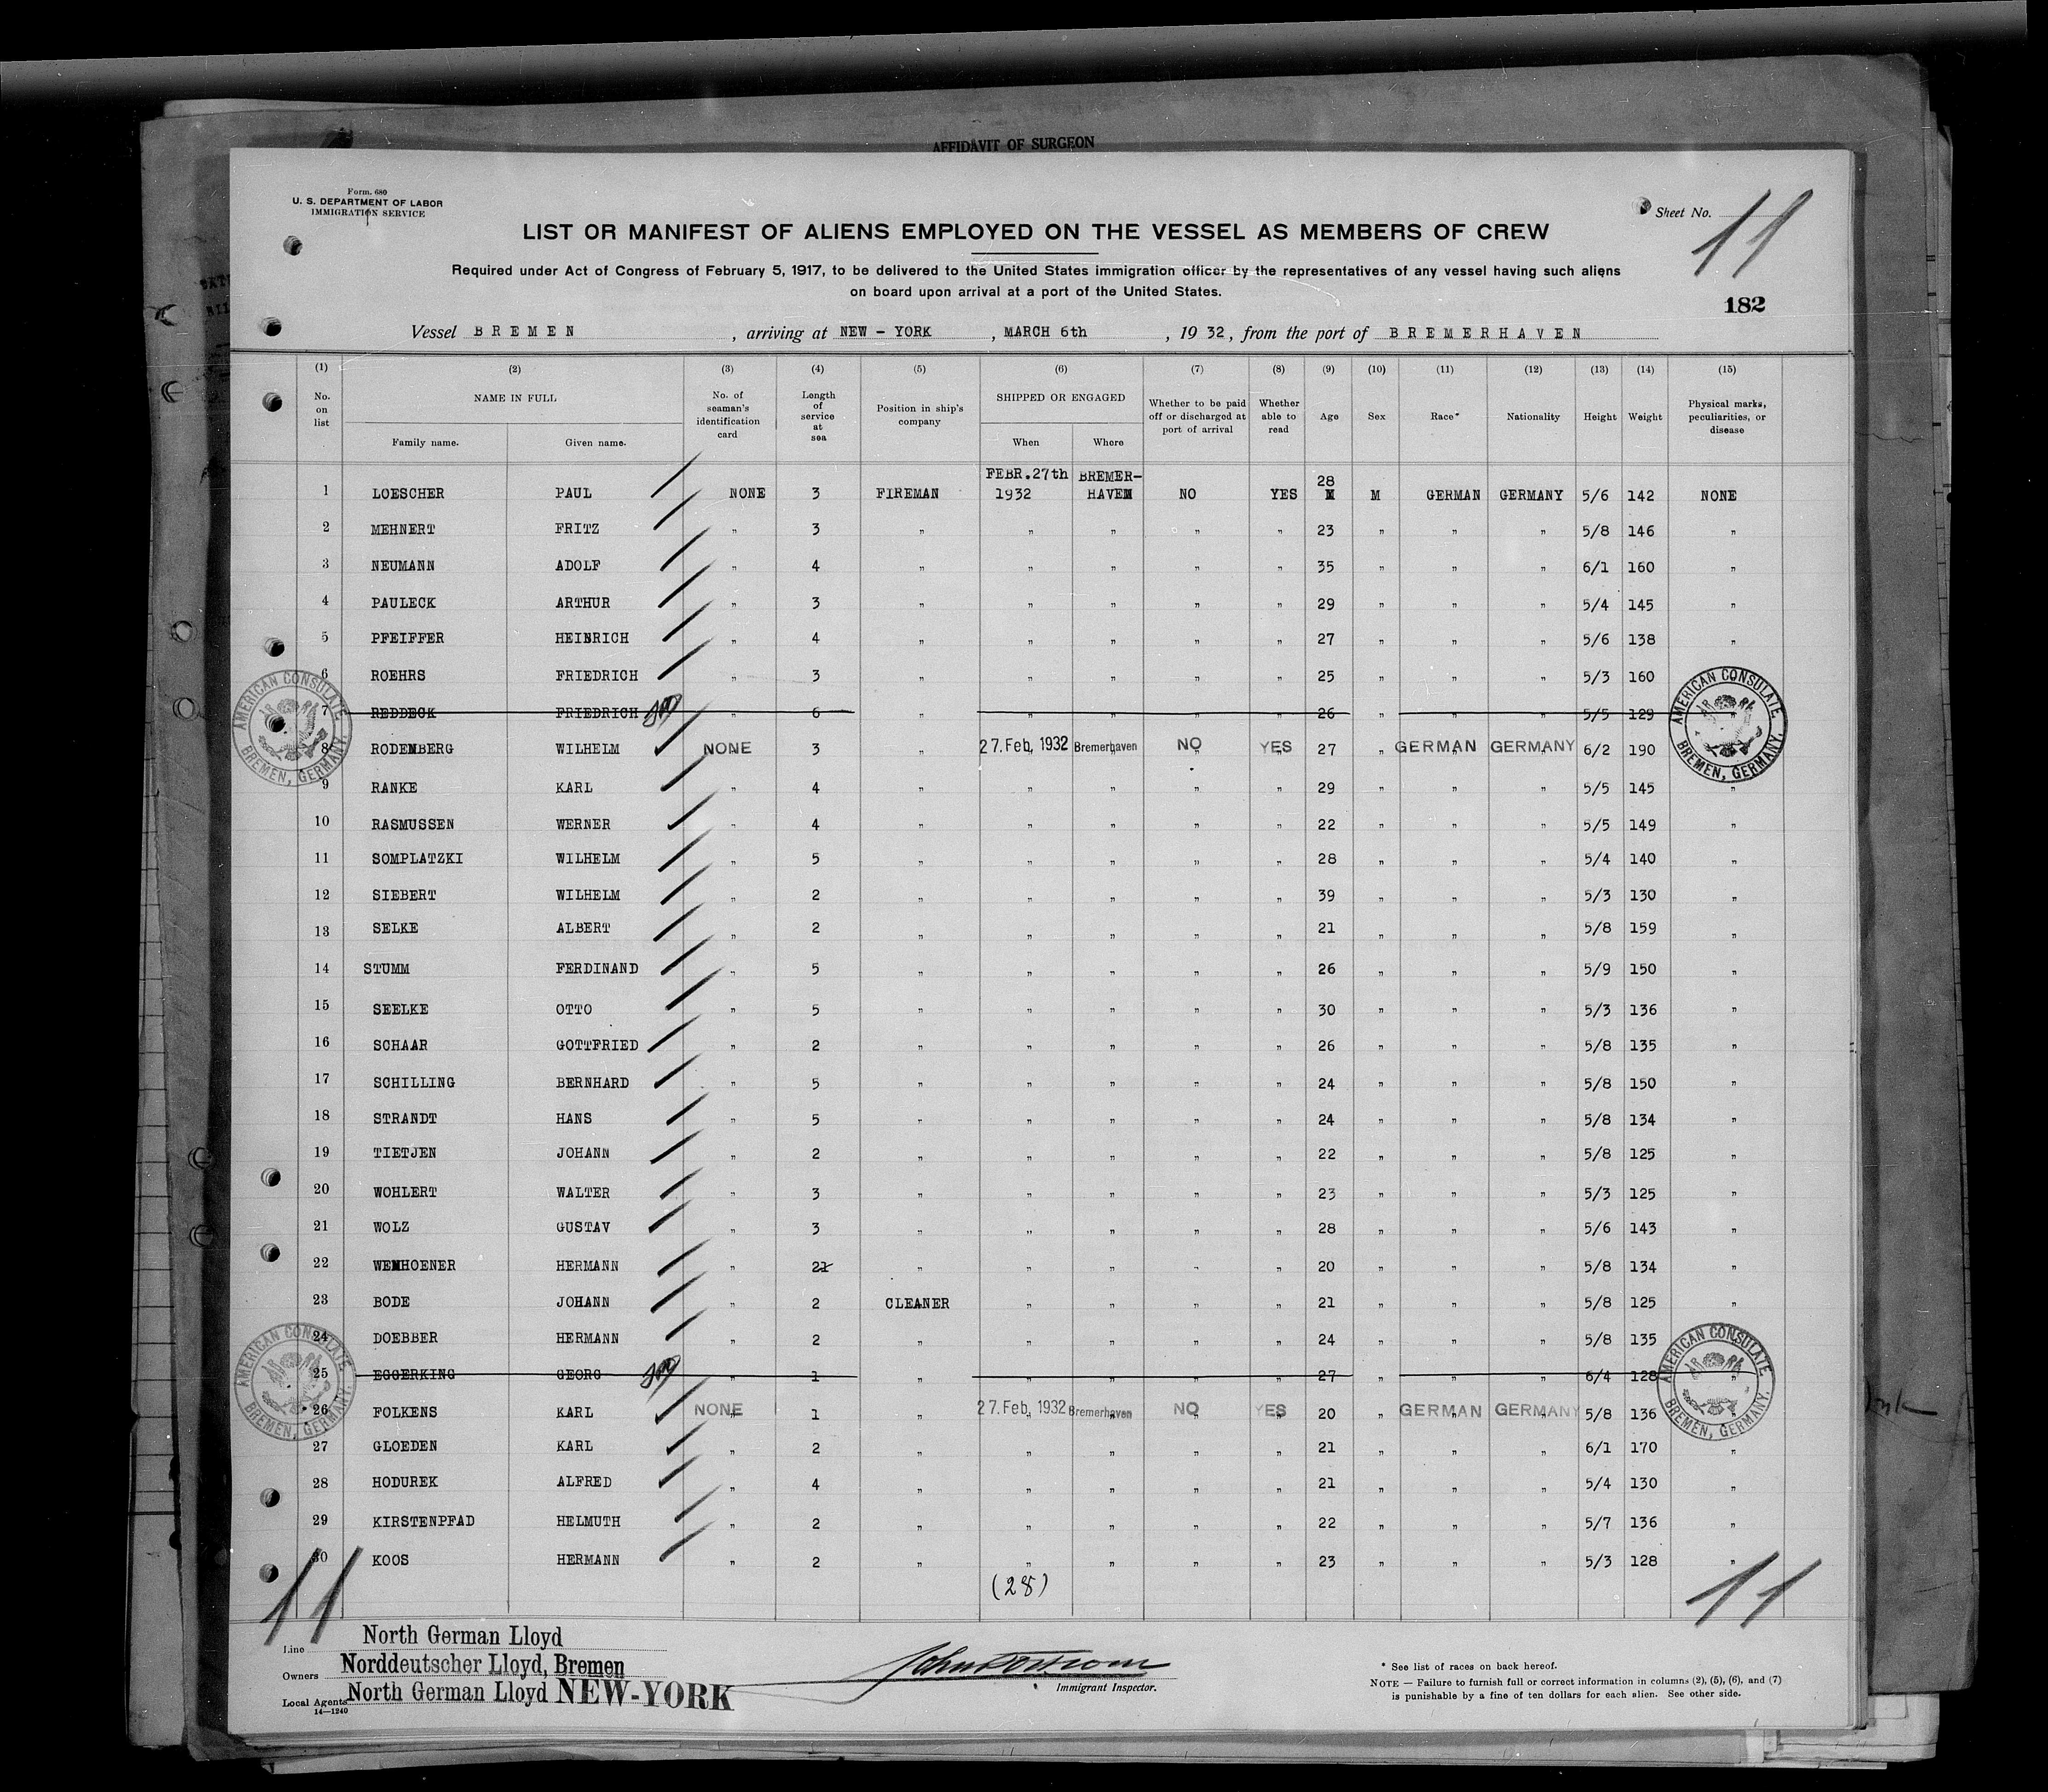 AFFIDAVIT OF SURGEON
Form. 680
U. S. DEPARTMENT OF LABOR
IMMIGRATION SERVICE
Sheet No. 11
LIST OR MANIFEST OF ALIENS EMPLOYED ON THE VESSEL AS MEMBERS OF CREW
Required under Act of Congress of February 5, 1917, to be delivered to the United States immigration officer by the representatives of any vessel having such aliens
on board upon arrival at a port of the United States.
182
Vessel BREMEN, arriving at NEW-YORK, MARCH 6th, 1932, from the port of BREMERHAVEN
(1) (2) (3) (4) (5) (6) (7) (8) (9) (10) (11) (12) (13) (14) (15)
No. on list NAME IN FULL Family name. Given name. No. of seaman's identification card Length of service at sea Position in ship's company SHIPPED OR ENGAGED When Where Whether to be paid off or discharged at port of arrival Whether able to read Age Sex Race* Nationality Height Weight Physical marks, peculiarities, or disease
1 LOESCHER PAUL NONE 3 FIREMAN FEBR.27th 1932 BREMERHAVEN NO YES 28 M GERMAN GERMANY 5/6 142 NONE
2 MEHNERT FRITZ " 3 " " " " " 23 " " " 5/8 146 "
3 NEUMANN ADOLF " 4 " " " " " 35 " " " 6/1 160 "
4 PAULECK ARTHUR " 3 " " " " " 29 " " " 5/4 145 "
5 PFEIFFER HEINRICH " 4 " " " " " 27 " " " 5/6 138 "
6 ROEHRS FRIEDRICH " 3 " " " " " 25 " " " 5/3 160 "
7 REDDECK FRIEDRICH " 6 " " " " " 26 " " " 5/5 129 "
8 RODENBERG WILHELM NONE 3 " 27.Feb. 1932 Bremerhaven NO YES 27 " GERMAN GERMANY 6/2 190
9 RANKE KARL " 4 " " " " " 29 " " " 5/5 145 "
10 RASMUSSEN WERNER " 4 " " " " " 22 " " " 5/5 149 "
11 SOMPLATZKI WILHELM " 5 " " " " " 28 " " " 5/4 140 "
12 SIEBERT WILHELM " 2 " " " " " 39 " " " 5/3 130 "
13 SELKE ALBERT " 2 " " " " " 21 " " " 5/8 159 "
14 STUMM FERDINAND " 5 " " " " " 26 " " " 5/9 150 "
15 SEELKE OTTO " 5 " " " " " 30 " " " 5/3 136 "
16 SCHAAR GOTTFRIED " 2 " " " " " 26 " " " 5/8 135 "
17 SCHILLING BERNHARD " 5 " " " " " 24 " " " 5/8 150 "
18 STRANDT HANS " 5 " " " " " 24 " " " 5/8 134 "
19 TIETJEN JOHANN " 2 " " " " " 22 " " " 5/8 125 "
20 WOHLERT WALTER " 3 " " " " " 23 " " " 5/3 125 "
21 WOLZ GUSTAV " 3 " " " " " 28 " " " 5/6 143 "
22 WEMHOENER HERMANN " 21 " " " " " 20 " " " 5/8 134 "
23 BODE JOHANN " 2 CLEANER " " " " 21 " " " 5/8 125 "
24 DOEBBER HERMANN " 2 " " " " " 24 " " " 5/8 135 "
25 EGGERKING GEORG " 1 " " " " " 27 " " " 6/4 128 "
26 FOLKENS KARL NONE 1 " 27.Feb. 1932 Bremerhaven NO YES 20 " GERMAN GERMANY 5/8 136 "
27 GLOEDEN KARL " 2 " " " " " 21 " " " 6/1 170 "
28 HODUREK ALFRED " 4 " " " " " 21 " " " 5/4 130 "
29 KIRSTENPFAD HELMUTH " 2 " " " " " 22 " " " 5/7 136 "
30 KOOS HERMANN " 2 " " " " " 23 " " " 5/3 128 "
AMERICAN CONSULATE BREMEN, GERMANY.
AMERICAN CONSULATE BREMEN, GERMANY.
AMERICAN CONSULATE BREMEN, GERMANY.
AMERICAN CONSULATE BREMEN, GERMANY.
(28)
11 11
Line North German Lloyd
Owners Norddeutscher Lloyd, Bremen
Local Agents North German Lloyd NEW-YORK
14—1240
Immigrant Inspector.
* See list of races on back hereof.
NOTE — Failure to furnish full or correct information in columns (2), (5), (6), and (7)
is punishable by a fine of ten dollars for each alien. See other side.